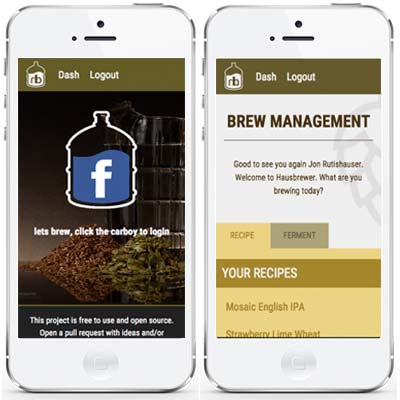 Dash Logout
f
lets brew, click the carboy to login
This project is free to use and open source.
Open a pull request with ideas and/or
Dash Logout
BREW MANAGEMENT
Good to see you again Jon Rutishauser.
Welcome to Hausbrewer. What are you
brewing today?
RECIPE FERMENT
YOUR RECIPES
Mosaic English IPA
Strawberry Lime Wheat